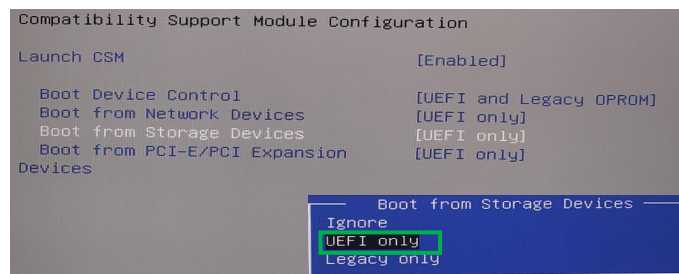 Compatibility Support Module Configuration
Launch CSM [Enabled]
Boot Device Control [UEFI and Legacy OPROM]
Boot from Network Devices [UEFI only]
Boot from Storage Devices [UEFI only]
Boot from PCI-E/PCI Expansion [UEFI only]
Devices
Boot from Storage Devices
Ignore
UEFI only
Legacy only